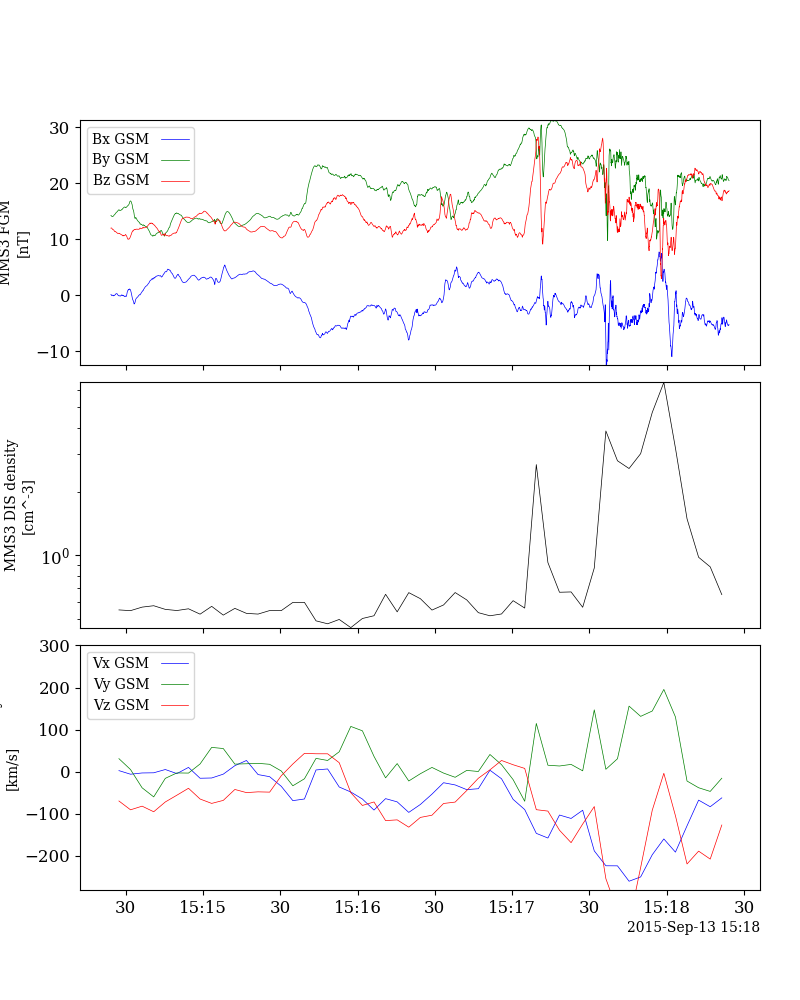 30
20
10
0
−10
MMS3 FGM
[nT]
Bx GSM
By GSM
Bz GSM
10^0
MMS3 DIS density
[cm^-3]
300
200
100
0
−100
−200
[km/s]
Vx GSM
Vy GSM
Vz GSM
30 15:15 30 15:16 30 15:17 30 15:18 30
2015-Sep-13 15:18